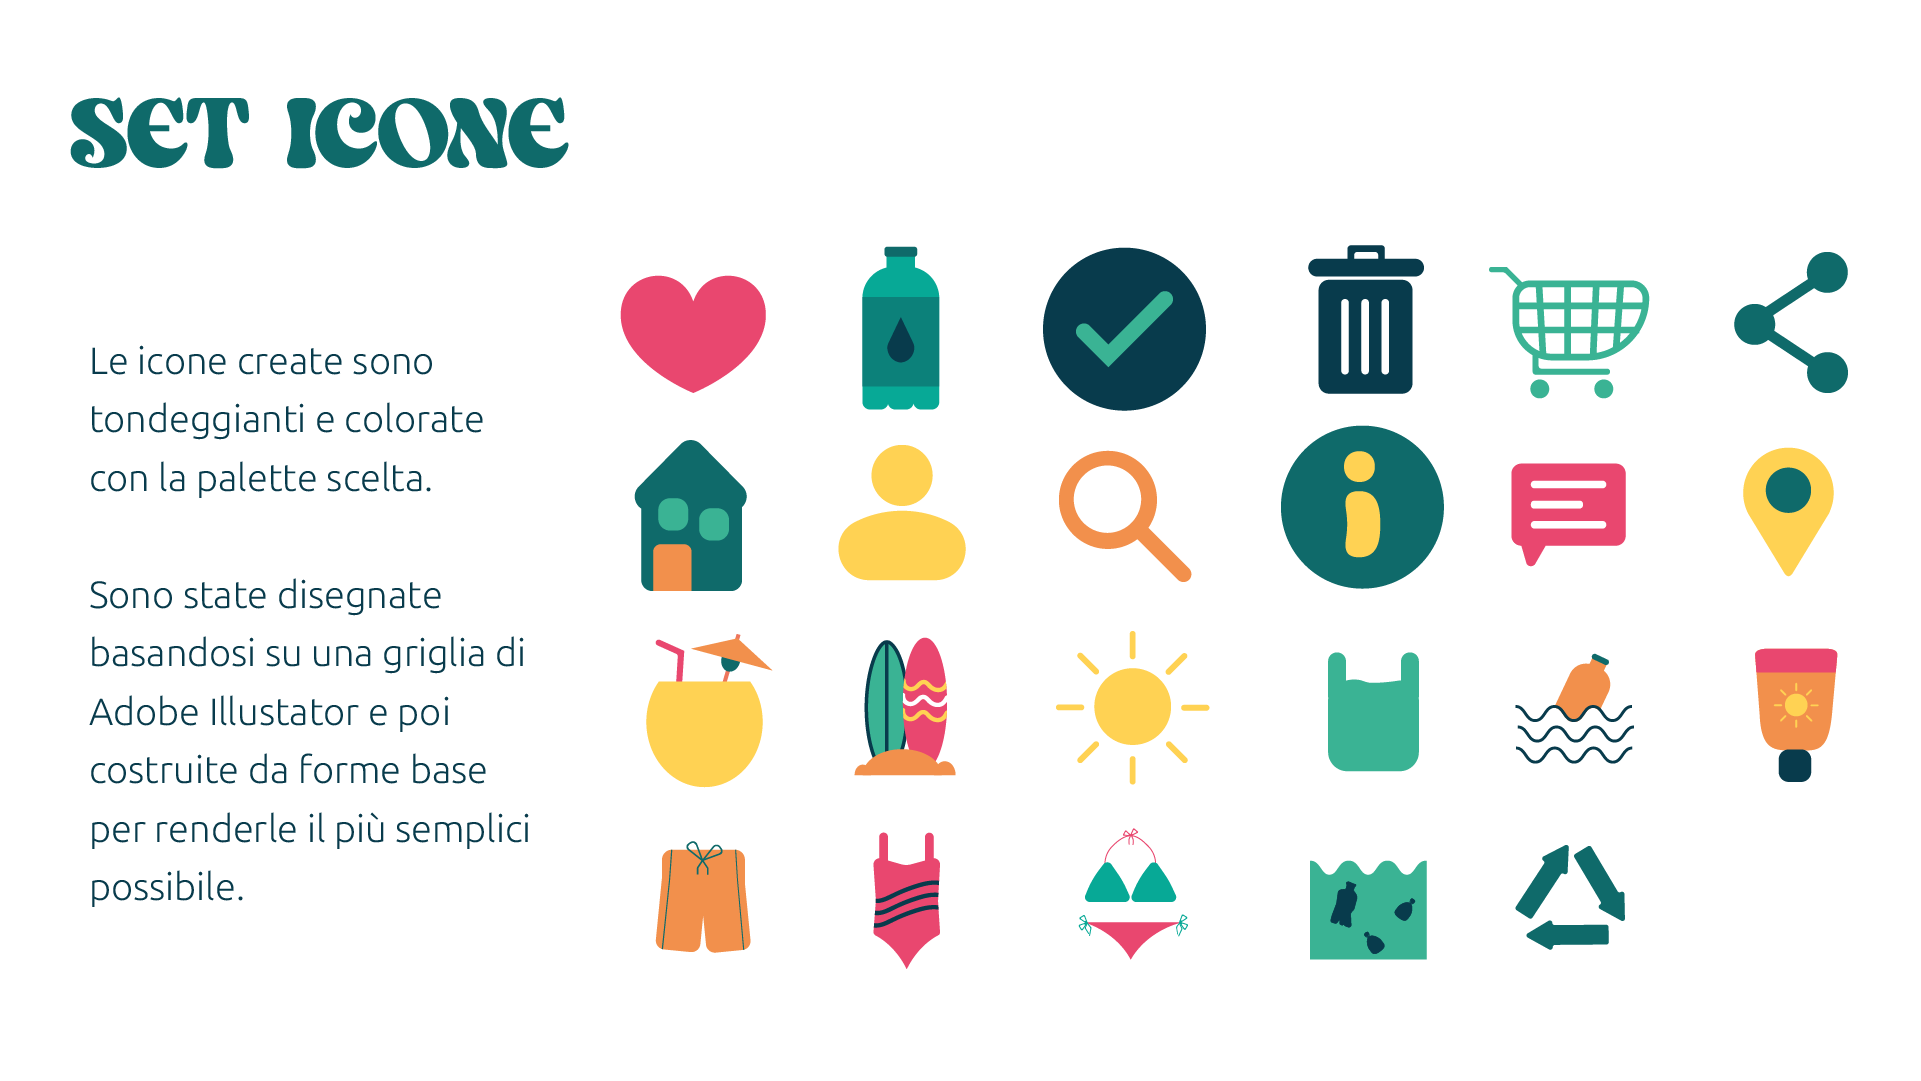 SET ICONE
Le icone create sono
tondeggianti e colorate
con la palette scelta.
Sono state disegnate
basandosi su una griglia di
Adobe Illustator e poi
costruite da forme base
per renderle il più semplici
possibile.